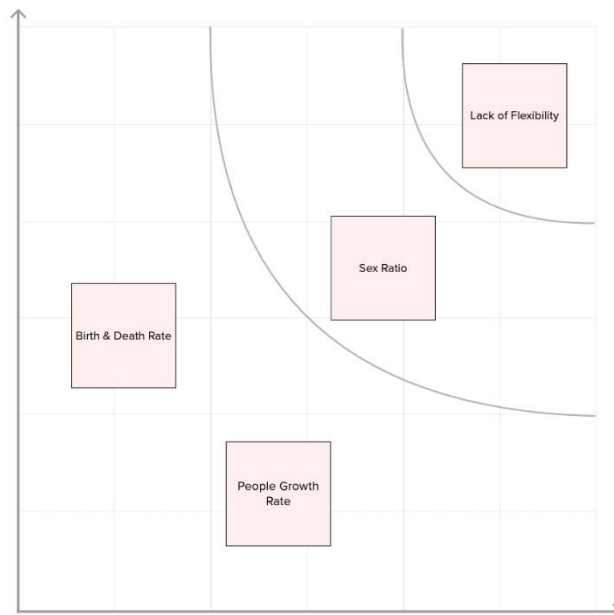 Lack of Flexibility
Sex Ratio
Birth & Death Rate
People Growth
Rate